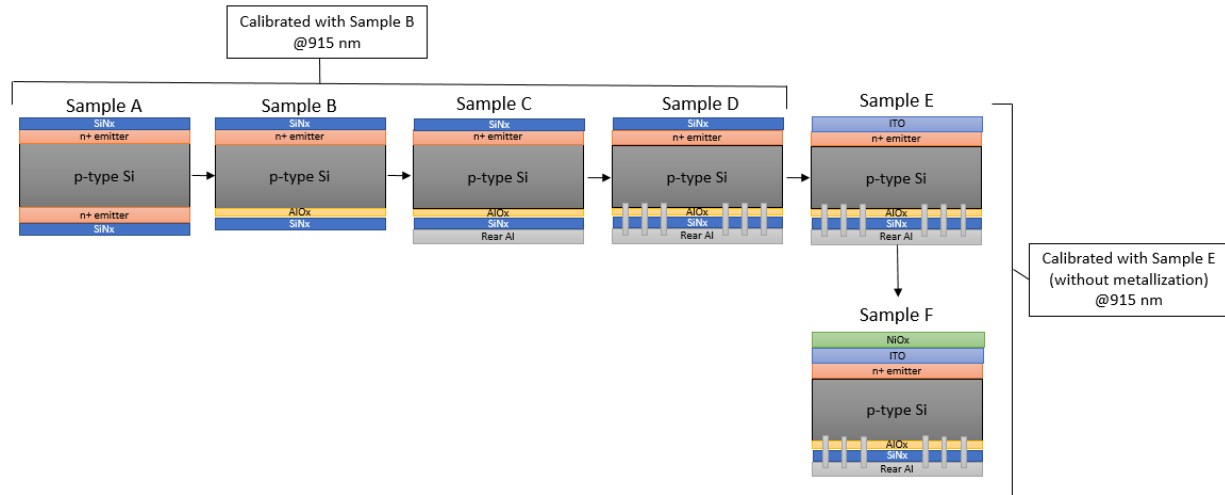 Calibrated with Sample B
@915 nm
Sample A
SiNx
n+ emitter
p-type Si
n+ emitter
SiNx
Sample B
SiNx
n+ emitter
p-type Si
AlOx
SiNx
Sample C
SiNx
n+ emitter
p-type Si
AlOx
SiNx
Rear Al
Sample D
SiNx
n+ emitter
p-type Si
AlOx
SiNx
Rear Al
Sample E
ITO
n+ emitter
p-type Si
AlOx
SiNx
Rear Al
Calibrated with Sample E
(without metallization)
@915 nm
Sample F
NiOx
ITO
n+ emitter
p-type Si
AlOx
SiNx
Rear Al